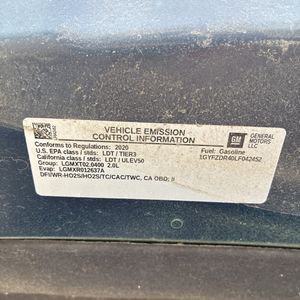 VEHICLE EMISSION
CONTROL INFORMATION
GM
GENERAL MOTORS LLC
Conforms to Regulations: 2020
U.S. EPA class / stds: LDT / TIER3
California class / stds: LDT / ULEV50
Group: LGMXT02.0400 2.0L
Evap: LGMXR012637A
Fuel: Gasoline
1GYFZDR40LF042452
DFI/WR-HO2S/HO2S/TC/CAC/TWC, CA OBD; II